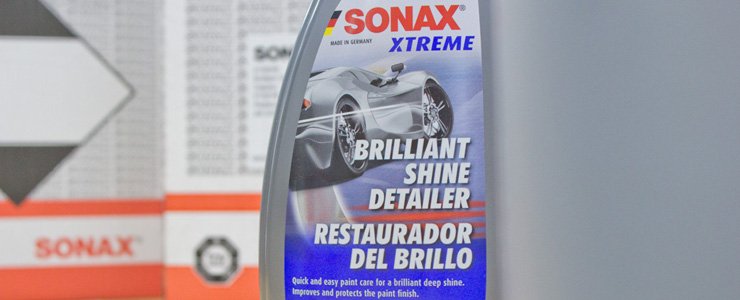 SONAX®
MADE IN GERMANY
XTREME
BRILLIANT
SHINE
DETAILER
RESTAURADOR
DEL BRILLO
Quick and easy paint care for a brilliant deep shine.
Improves and protects the paint finish.
SONAX®